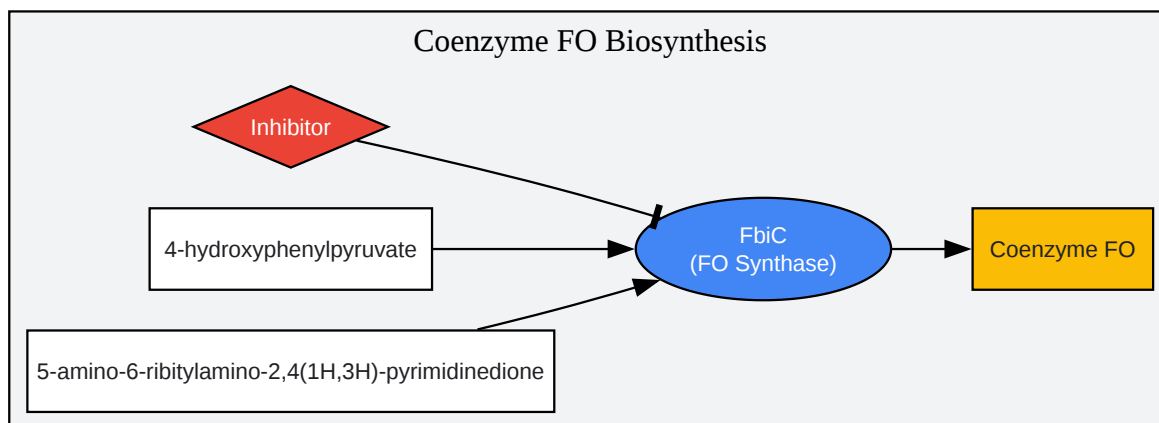 Coenzyme FO Biosynthesis
Inhibitor
4-hydroxyphenylpyruvate
FbiC
(FO Synthase)
Coenzyme FO
5-amino-6-ribitylamino-2,4(1H,3H)-pyrimidinedione